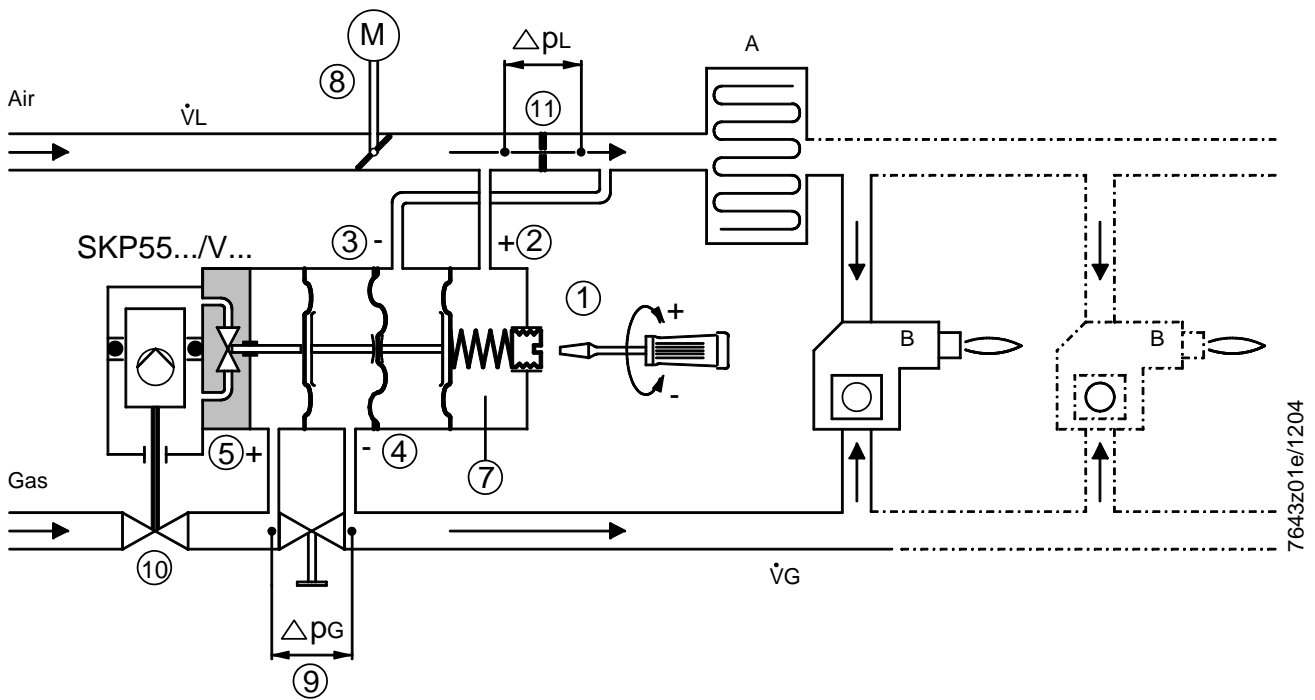 M
△pL
A
8
Air
V̇L
11
SKP55.../V...
3 -
+ 2
1
+
-
B
B
5 +
- 4
7
Gas
10
V̇G
△pG
9
7643z01e/1204